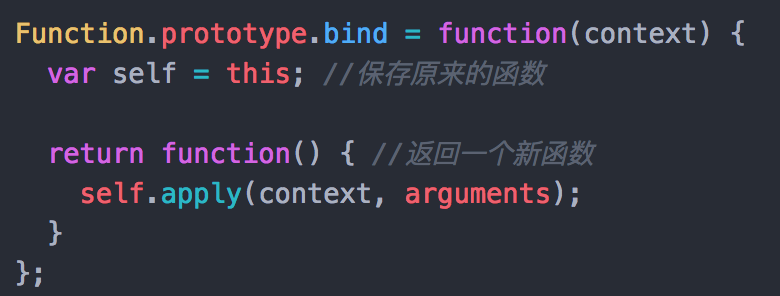 Function.prototype.bind = function(context) {
  var self = this; //保存原来的函数

  return function() { //返回一个新函数
    self.apply(context, arguments);
  }
};